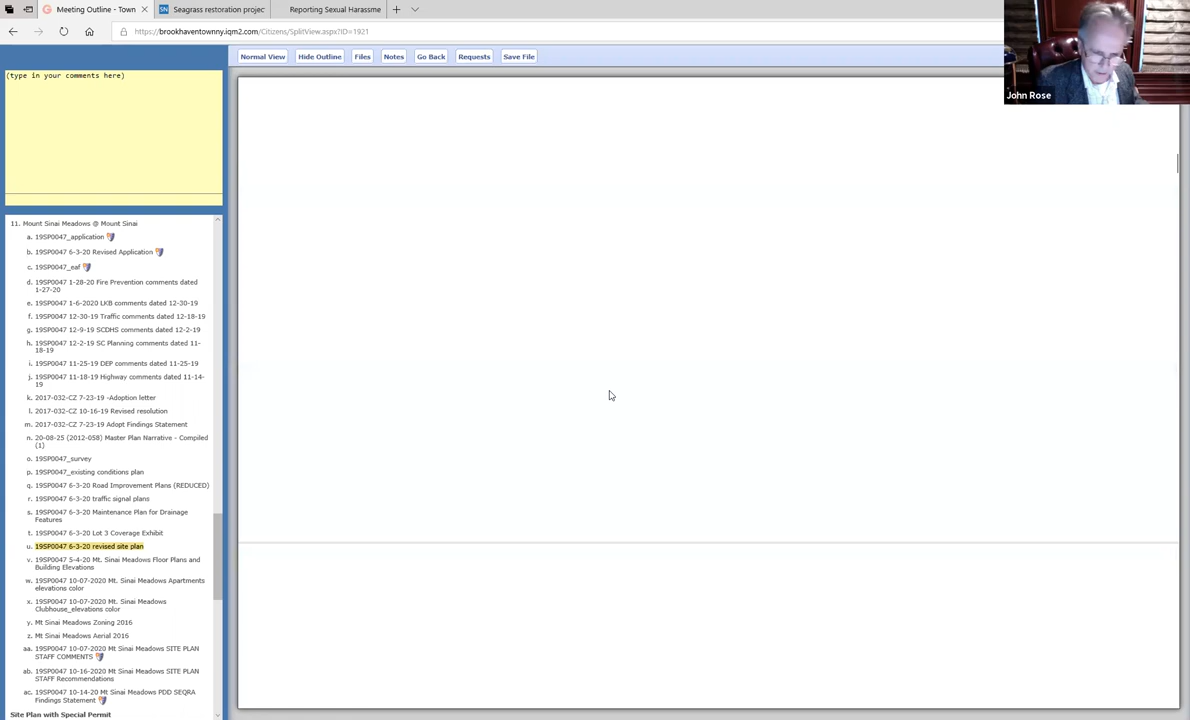 Meeting Outline - Town
Seagrass restoration projec
Reporting Sexual Harassme
https://brookhaventownny.iqm2.com/Citizens/SplitView.aspx?ID=1921
Normal View
Hide Outline
Files
Notes
Go Back
Requests
Save File
John Rose
(type in your comments here)
11. Mount Sinai Meadows @ Mount Sinai
a. 19SP0047_application
b. 19SP0047 6-3-20 Revised Application
c. 19SP0047_eaf
d. 19SP0047 1-28-20 Fire Prevention comments dated
1-27-20
e. 19SP0047 1-6-2020 LKB comments dated 12-30-19
f. 19SP0047 12-30-19 Traffic comments dated 12-18-19
g. 19SP0047 12-9-19 SCDHS comments dated 12-2-19
h. 19SP0047 12-2-19 SC Planning comments dated 11-
18-19
i. 19SP0047 11-25-19 DEP comments dated 11-25-19
j. 19SP0047 11-18-19 Highway comments dated 11-14-
19
k. 2017-032-CZ 7-23-19 -Adoption letter
l. 2017-032-CZ 10-16-19 Revised resolution
m. 2017-032-CZ 7-23-19 Adopt Findings Statement
n. 20-08-25 (2012-058) Master Plan Narrative - Compiled
(1)
o. 19SP0047_survey
p. 19SP0047_existing conditions plan
q. 19SP0047 6-3-20 Road Improvement Plans (REDUCED)
r. 19SP0047 6-3-20 traffic signal plans
s. 19SP0047 6-3-20 Maintenance Plan for Drainage
Features
t. 19SP0047 6-3-20 Lot 3 Coverage Exhibit
u. 19SP0047 6-3-20 revised site plan
v. 19SP0047 5-4-20 Mt. Sinai Meadows Floor Plans and
Building Elevations
w. 19SP0047 10-07-2020 Mt. Sinai Meadows Apartments
elevations color
x. 19SP0047 10-07-2020 Mt. Sinai Meadows
Clubhouse_elevations color
y. Mt Sinai Meadows Zoning 2016
z. Mt Sinai Meadows Aerial 2016
aa. 19SP0047 10-07-2020 Mt Sinai Meadows SITE PLAN
STAFF COMMENTS
ab. 19SP0047 10-16-2020 Mt Sinai Meadows SITE PLAN
STAFF Recommendations
ac. 19SP0047 10-14-20 Mt Sinai Meadows PDD SEQRA
Findings Statement
Site Plan with Special Permit